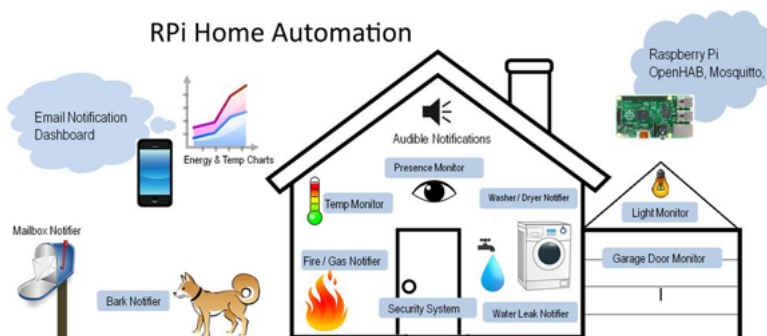 RPi Home Automation
Raspberry Pi
OpenHAB, Mosquitto,
Email Notification
Dashboard
Energy & Temp Charts
Audible Notifications
Presence Monitor
Temp Monitor
Washer / Dryer Notifier
Light Monitor
Mailbox Notifier
Fire / Gas Notifier
Garage Door Monitor
Bark Notifier
Security System
Water Leak Notifier